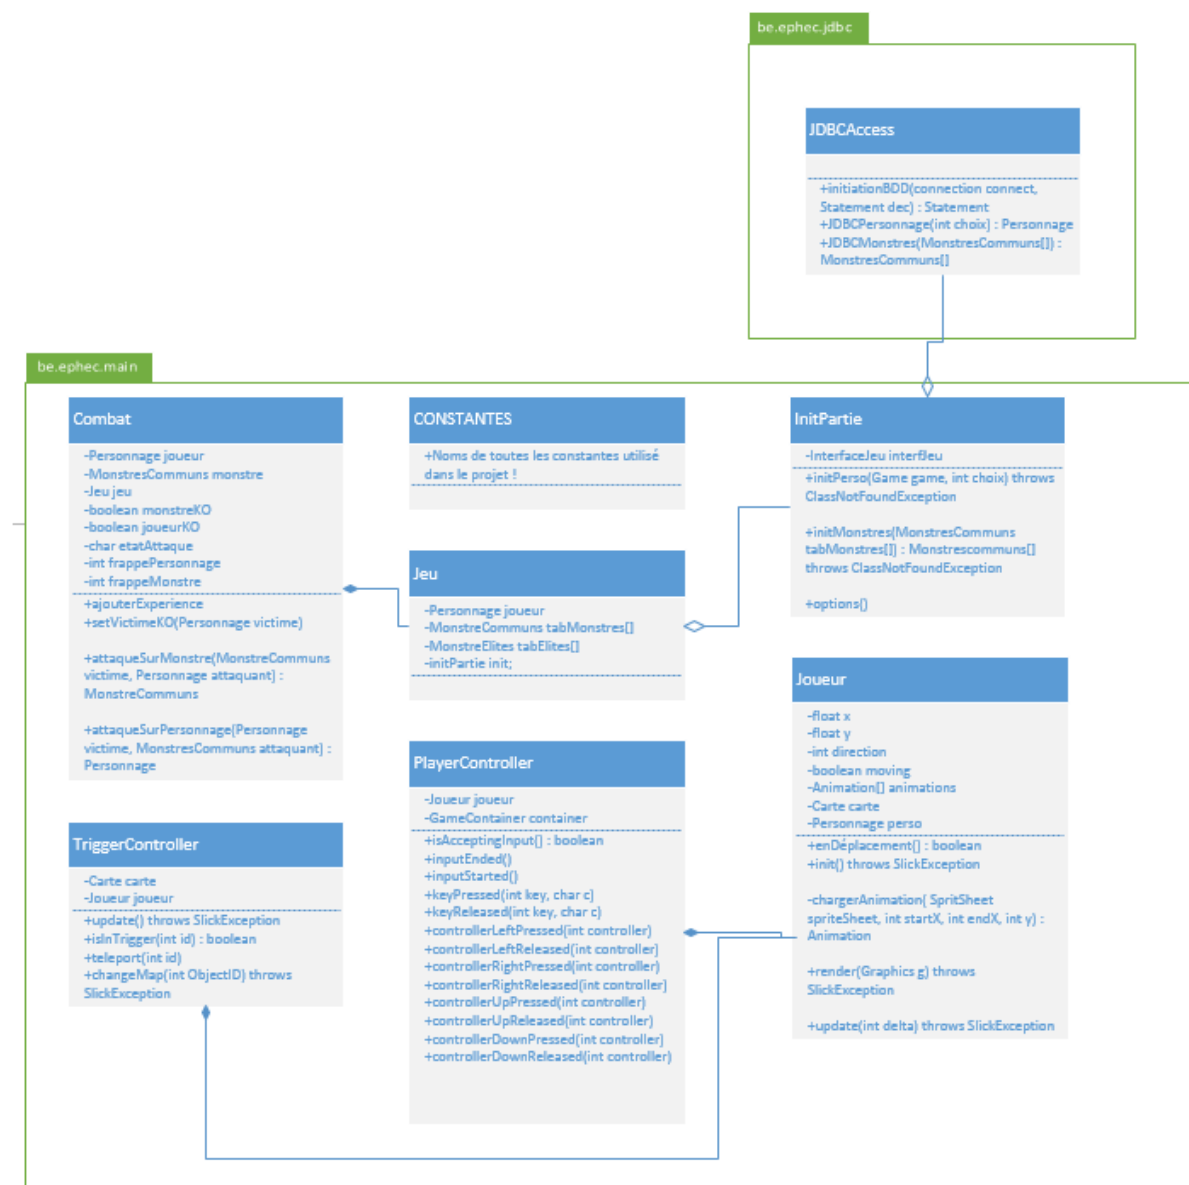 be.ephec.jdbc
JDBCAccess
+initiationBDD(connection connect,
Statement dec) : Statement
+JDBCPersonnage(int choix) : Personnage
+JDBCMonstres(MonstresCommuns[]) :
MonstresCommuns[]
be.ephec.main
Combat
-Personnage joueur
-MonstresCommuns monstre
-Jeu jeu
-boolean monstreKO
-boolean joueurKO
-char etatAttaque
-int frappePersonnage
-int frappeMonstre
+ajouterExperience
+setVictimeKO(Personnage victime)
+attaqueSurMonstre(MonstreCommuns
victime, Personnage attaquant) :
MonstreCommuns
+attaqueSurPersonnage(Personnage
victime, MonstresCommuns attaquant) :
Personnage
CONSTANTES
+Noms de toutes les constantes utilisé
dans le projet !
InitPartie
-InterfaceJeu interfJeu
+initPerso(Game game, int choix) throws
ClassNotFoundException
+initMonstres(MonstresCommuns
tabMonstres[]) : Monstrescommuns[]
throws ClassNotFoundException
+options()
Jeu
-Personnage joueur
-MonstreCommuns tabMonstres[]
-MonstreElites tabElites[]
-initPartie init;
Joueur
-float x
-float y
-int direction
-boolean moving
-Animation[] animations
-Carte carte
-Personnage perso
+enDéplacement() : boolean
+init() throws SlickException
-chargerAnimation( SpritSheet
spriteSheet, int startX, int endX, int y) :
Animation
+render(Graphics g) throws
SlickException
+update(int delta) throws SlickException
PlayerController
-Joueur joueur
-GameContainer container
+isAcceptingInput() : boolean
+inputEnded()
+inputStarted()
+keyPressed(int key, char c)
+keyReleased(int key, char c)
+controllerLeftPressed(int controller)
+controllerLeftReleased(int controller)
+controllerRightPressed(int controller)
+controllerRightReleased(int controller)
+controllerUpPressed(int controller)
+controllerUpReleased(int controller)
+controllerDownPressed(int controller)
+controllerDownReleased(int controller)
TriggerController
-Carte carte
-Joueur joueur
+update() throws SlickException
+isInTrigger(int id) : boolean
+teleport(int id)
+changeMap(int ObjectID) throws
SlickException